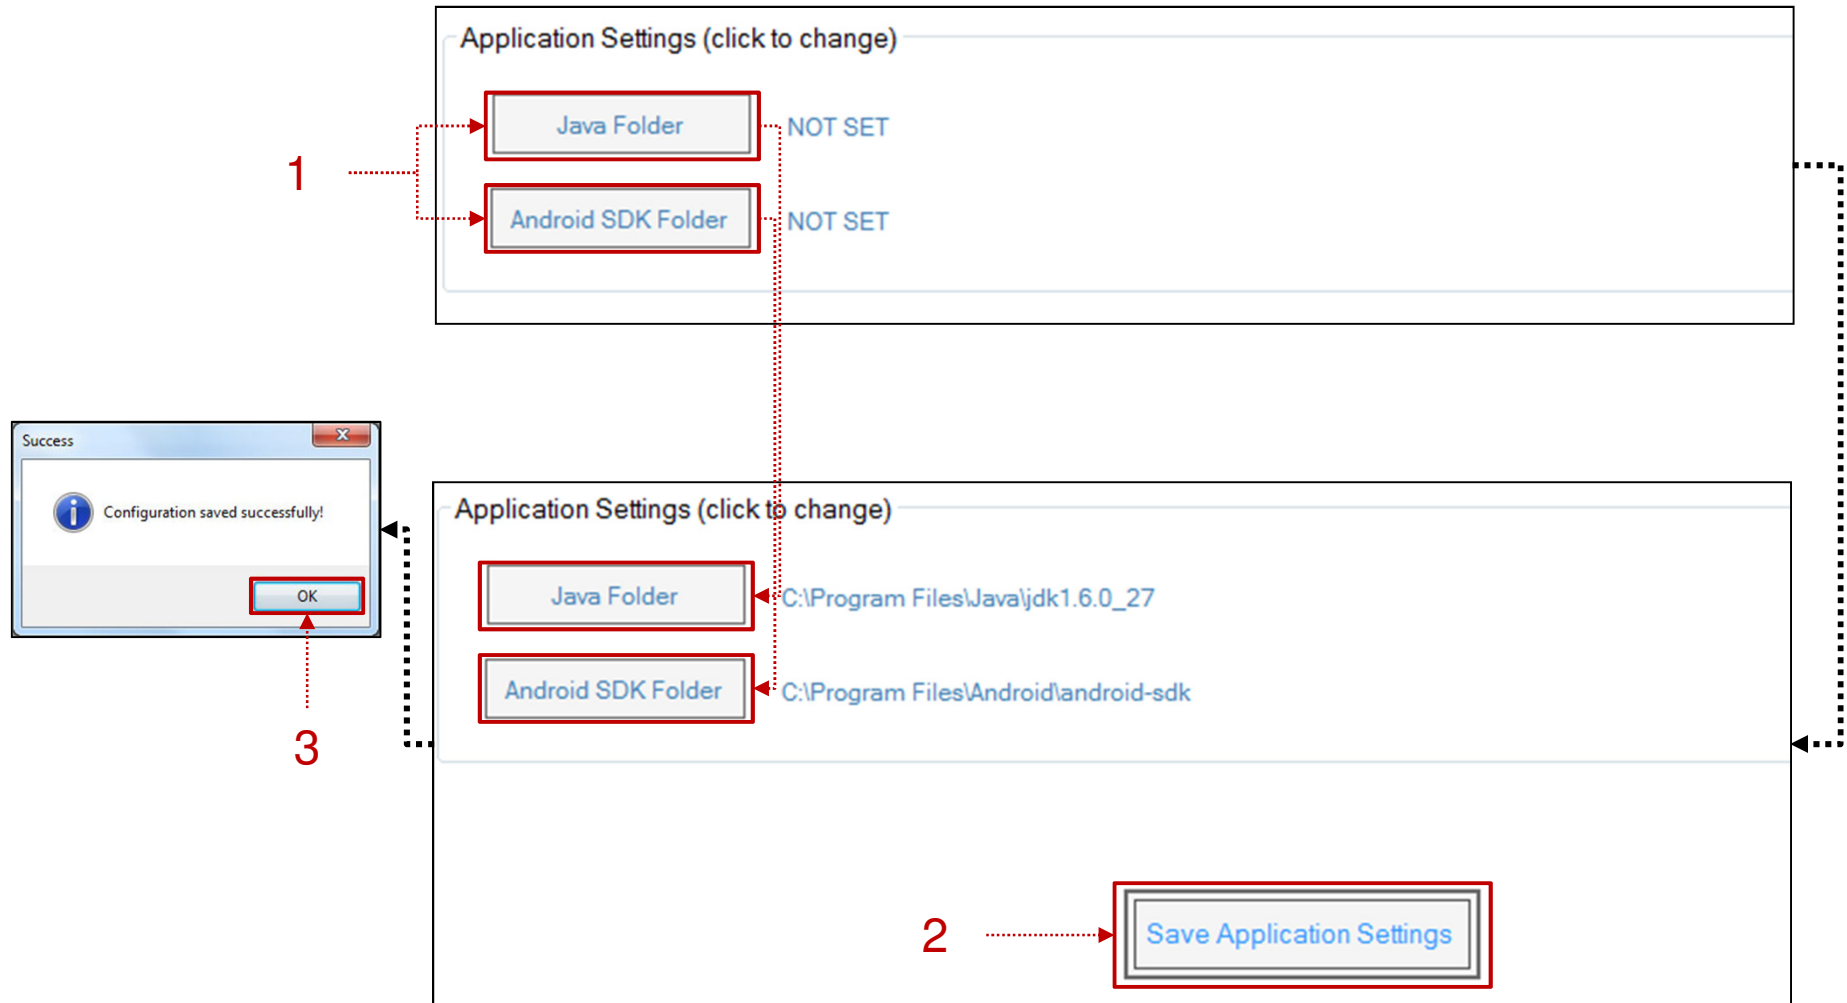 Application Settings (click to change)
Java Folder NOT SET
1
Android SDK Folder NOT SET
Success
Configuration saved successfully!
OK
3
Application Settings (click to change)
Java Folder C:\Program Files\Java\jdk1.6.0_27
Android SDK Folder C:\Program Files\Android\android-sdk
2
Save Application Settings